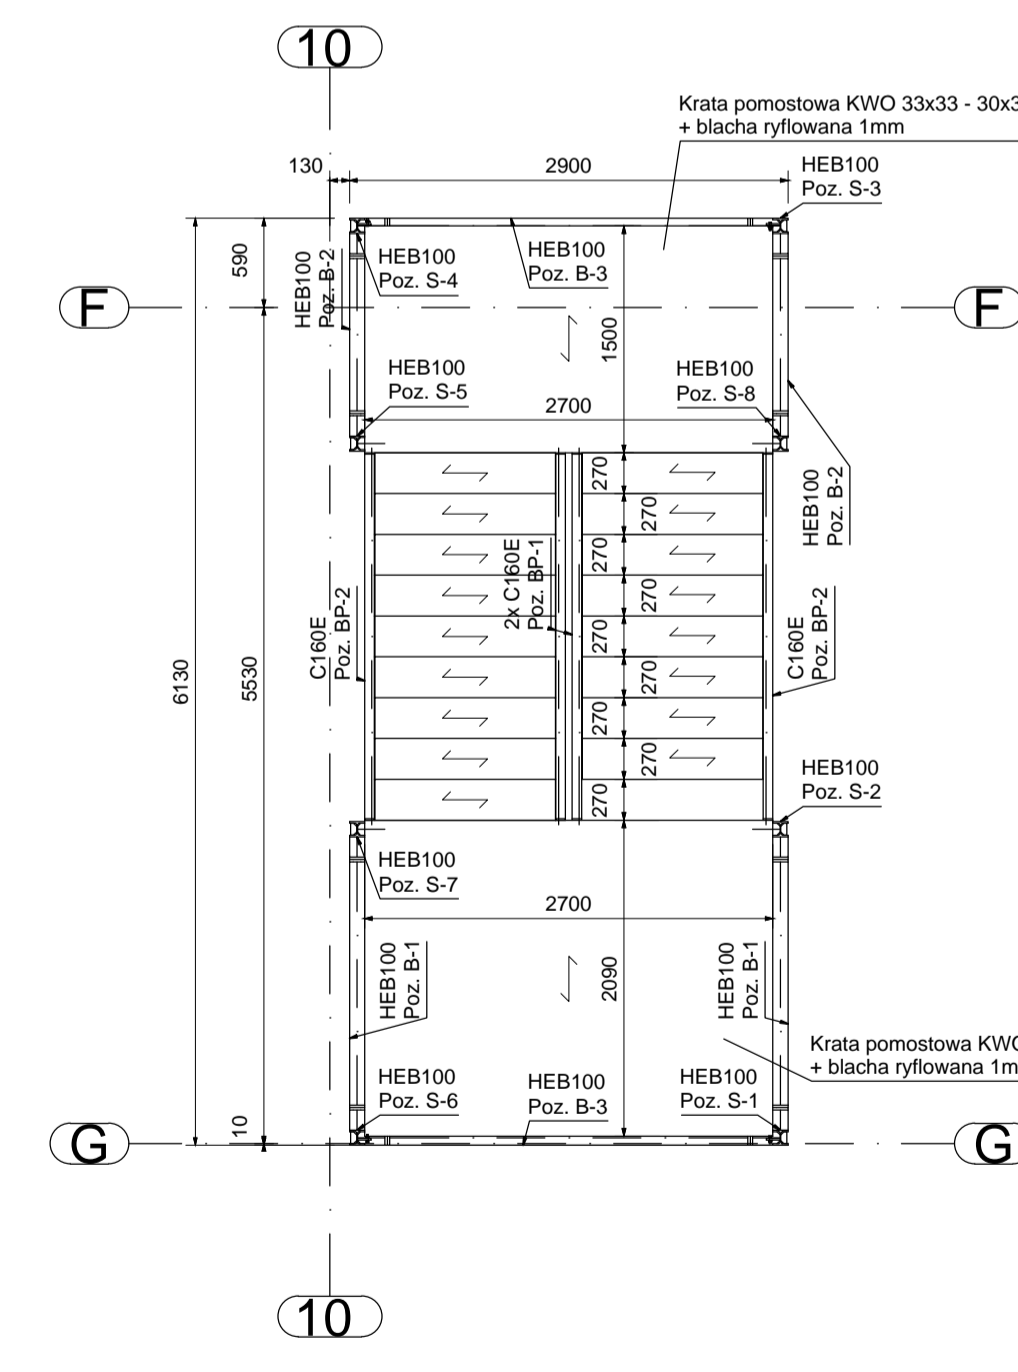 10
Krata pomostowa KWO 33x33 - 30x3
+ blacha ryflowana 1mm
130
2900
HEB100
Poz. S-3
590
HEB100
Poz. B-2
HEB100
Poz. S-4
HEB100
Poz. B-3
F
F
1500
HEB100
Poz. S-5
HEB100
Poz. S-8
2700
270
270
270
270
270
270
270
270
270
HEB100
Poz. B-2
2x C160E
Poz. BP-1
C160E
Poz. BP-2
C160E
Poz. BP-2
6130
5530
HEB100
Poz. S-2
HEB100
Poz. S-7
2700
HEB100
Poz. B-1
2090
HEB100
Poz. B-1
Krata pomostowa KWO
+ blacha ryflowana 1m
HEB100
Poz. S-6
HEB100
Poz. B-3
HEB100
Poz. S-1
10
G
G
10